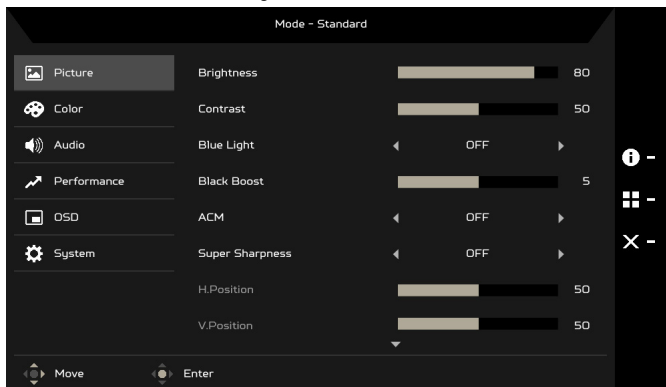 Mode - Standard
Picture
Brightness 80
Color
Contrast 50
Audio
Blue Light OFF
Performance
Black Boost 5
OSD
ACM OFF
System
Super Sharpness OFF
H.Position 50
V.Position 50
Move Enter